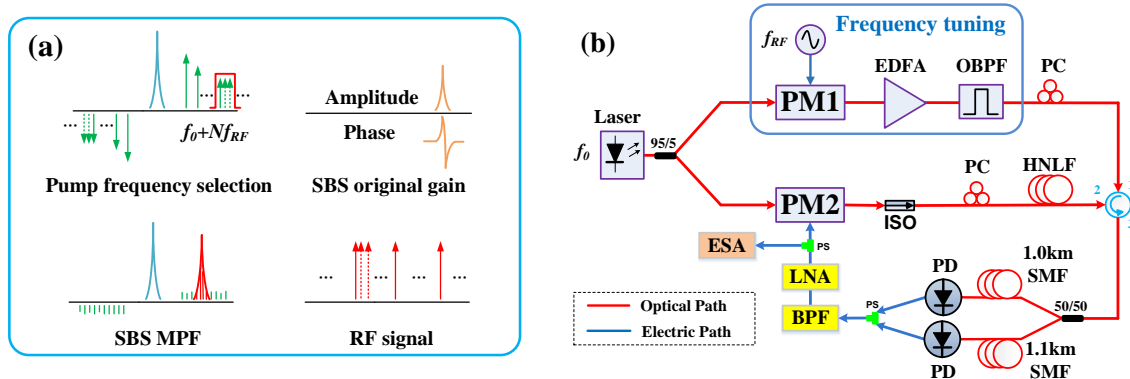 (a)
...
...
...
f0+NfRF
Pump frequency selection
Amplitude
Phase
SBS original gain
SBS MPF
...
...
...
RF signal
(b)
Frequency tuning
fRF
EDFA
OBPF
PC
PM1
Laser
f0
95/5
PC
HNLF
PM2
ISO
2
ESA
PS
LNA
1.0km
SMF
PD
Optical Path
Electric Path
BPF
PS
50/50
PD
1.1km
SMF